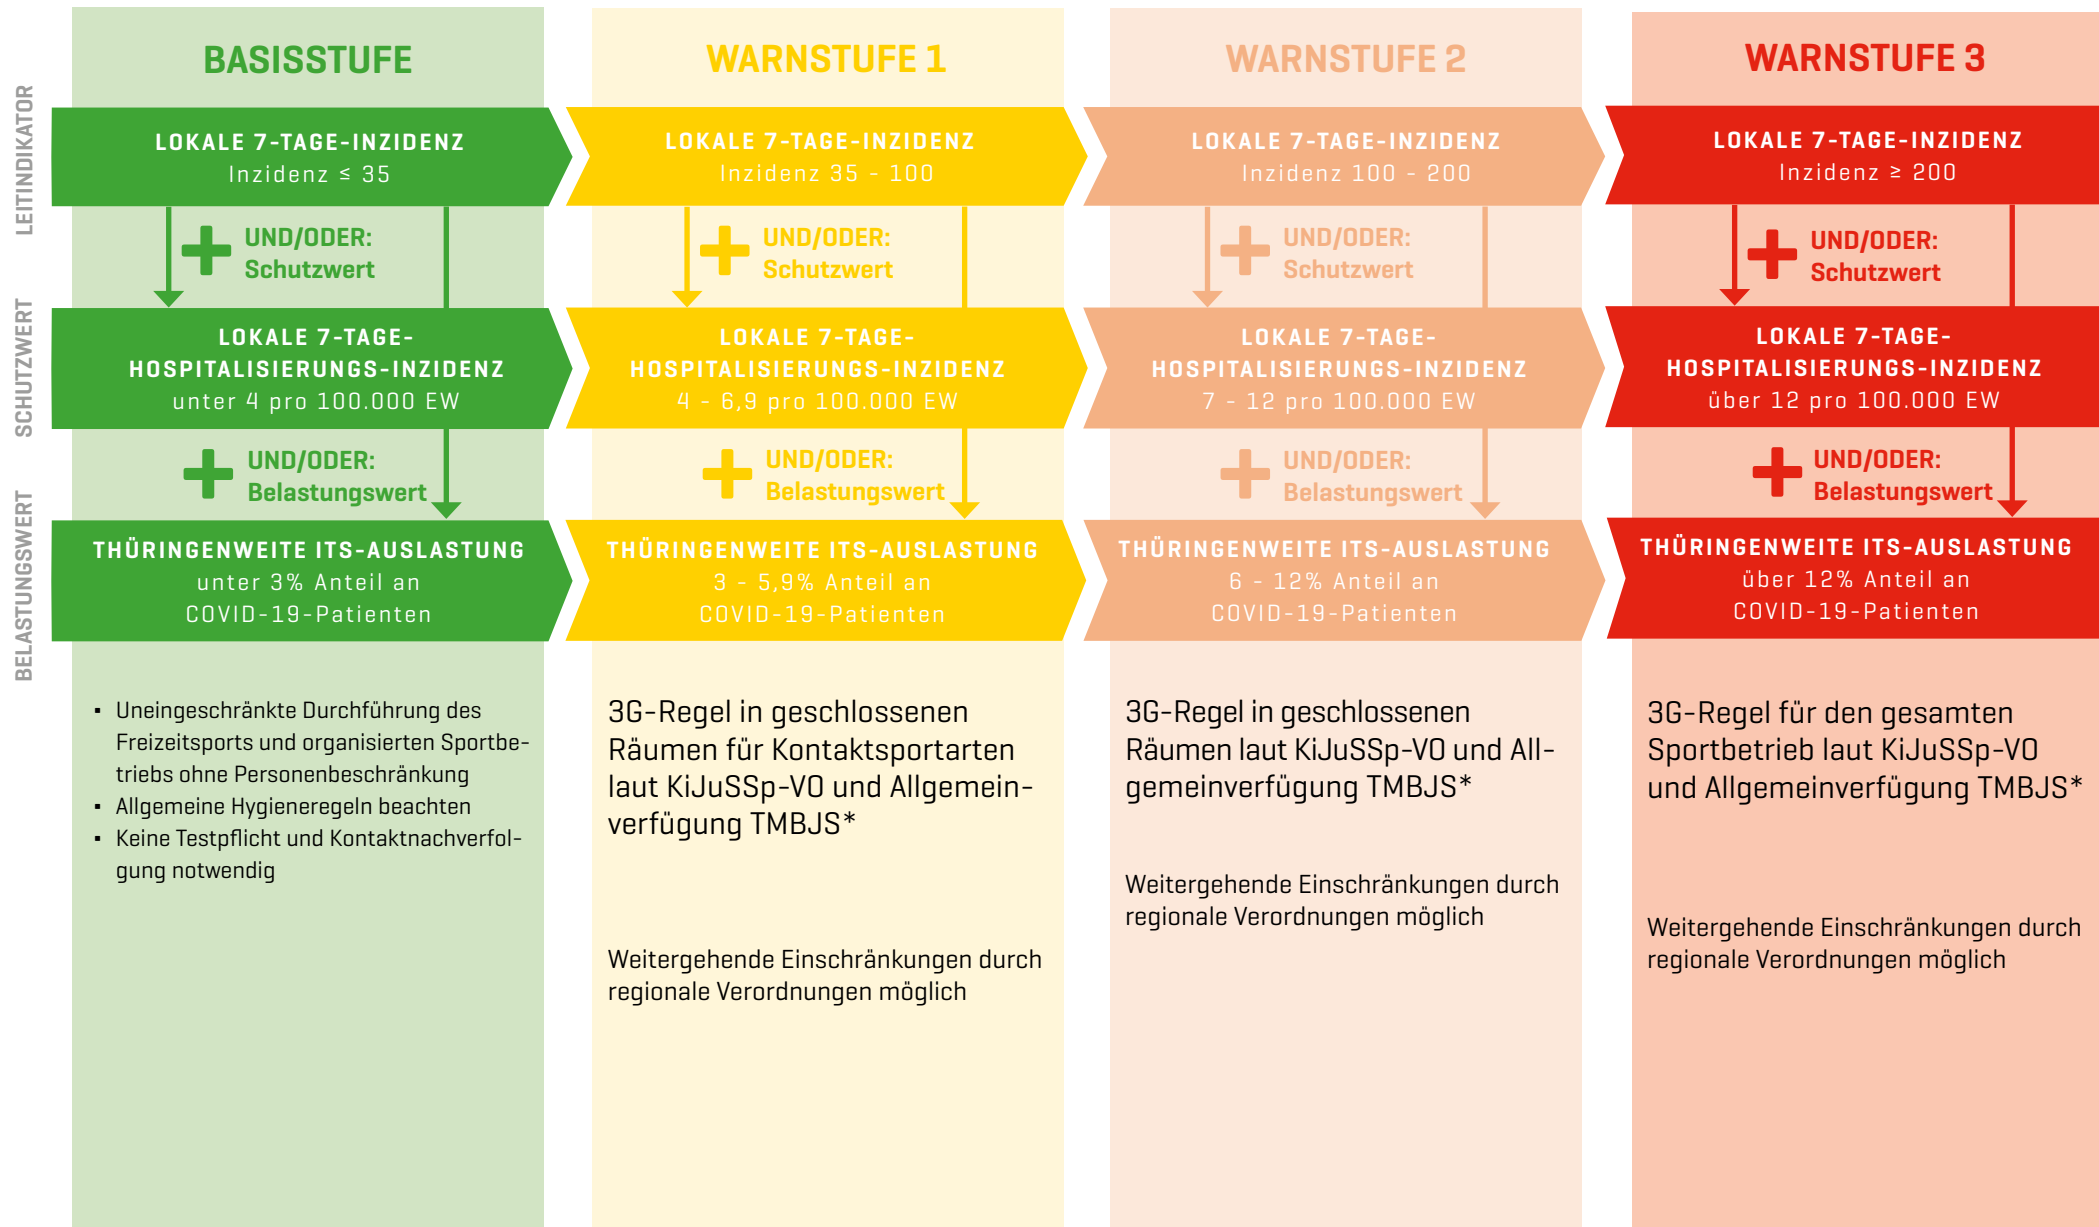 LEITINDIKATOR
SCHUTZWERT
BELASTUNGSWERT
BASISSTUFE
LOKALE 7-TAGE-INZIDENZ
Inzidenz ≤ 35
UND/ODER:
Schutzwert
LOKALE 7-TAGE-
HOSPITALISIERUNGS-INZIDENZ
unter 4 pro 100.000 EW
UND/ODER:
Belastungswert
THÜRINGENWEITE ITS-AUSLASTUNG
unter 3% Anteil an
COVID-19-Patienten
▪ Uneingeschränkte Durchführung des
Freizeitsports und organisierten Sportbe-
triebs ohne Personenbeschränkung
▪ Allgemeine Hygieneregeln beachten
▪ Keine Testpflicht und Kontaktnachverfol-
gung notwendig
WARNSTUFE 1
LOKALE 7-TAGE-INZIDENZ
Inzidenz 35 - 100
UND/ODER:
Schutzwert
LOKALE 7-TAGE-
HOSPITALISIERUNGS-INZIDENZ
4 - 6,9 pro 100.000 EW
UND/ODER:
Belastungswert
THÜRINGENWEITE ITS-AUSLASTUNG
3 - 5,9% Anteil an
COVID-19-Patienten
3G-Regel in geschlossenen
Räumen für Kontaktsportarten
laut KiJuSSp-VO und Allgemein-
verfügung TMBJS*
Weitergehende Einschränkungen durch
regionale Verordnungen möglich
WARNSTUFE 2
LOKALE 7-TAGE-INZIDENZ
Inzidenz 100 - 200
UND/ODER:
Schutzwert
LOKALE 7-TAGE-
HOSPITALISIERUNGS-INZIDENZ
7 - 12 pro 100.000 EW
UND/ODER:
Belastungswert
THÜRINGENWEITE ITS-AUSLASTUNG
6 - 12% Anteil an
COVID-19-Patienten
3G-Regel in geschlossenen
Räumen laut KiJuSSp-VO und All-
gemeinverfügung TMBJS*
Weitergehende Einschränkungen durch
regionale Verordnungen möglich
WARNSTUFE 3
LOKALE 7-TAGE-INZIDENZ
Inzidenz ≥ 200
UND/ODER:
Schutzwert
LOKALE 7-TAGE-
HOSPITALISIERUNGS-INZIDENZ
über 12 pro 100.000 EW
UND/ODER:
Belastungswert
THÜRINGENWEITE ITS-AUSLASTUNG
über 12% Anteil an
COVID-19-Patienten
3G-Regel für den gesamten
Sportbetrieb laut KiJuSSp-VO
und Allgemeinverfügung TMBJS*
Weitergehende Einschränkungen durch
regionale Verordnungen möglich